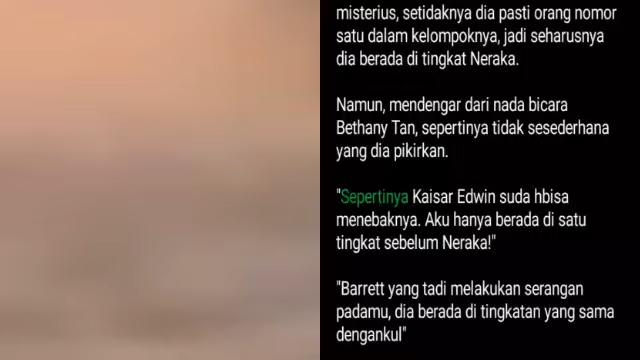 misterius, setidaknya dia pasti orang nomor
satu dalam kelompoknya, jadi seharusnya
dia berada di tingkat Neraka.
Namun, mendengar dari nada bicara
Bethany Tan, sepertinya tidak sesederhana
yang dia pikirkan.
"Sepertinya Kaisar Edwin suda hbisa
menebaknya. Aku hanya berada di satu
tingkat sebelum Neraka!"
"Barrett yang tadi melakukan serangan
padamu, dia berada di tingkatan yang sama
dengankul"